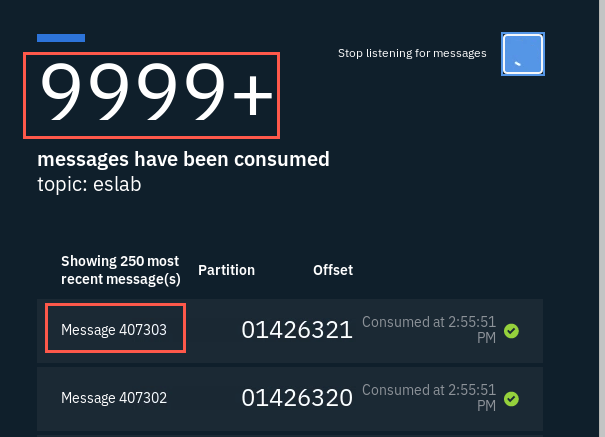 Stop listening for messages
9999+
messages have been consumed
topic: eslab
Showing 250 most
recent message(s)
Partition
Offset
Message 407303
0
1426321
Consumed at 2:55:51
PM
Message 407302
0
1426320
Consumed at 2:55:51
PM